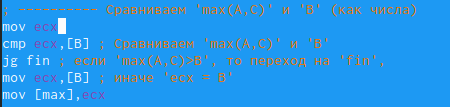 ; ---------- Сравниваем 'max(A,C)' и 'B' (как числа)
mov ecx
cmp ecx,[B] ; Сравниваем 'max(A,C)' и 'B'
jg fin ; если 'max(A,C)>B', то переход на 'fin',
mov ecx,[B] ; иначе 'ecx = B'
mov [max],ecx